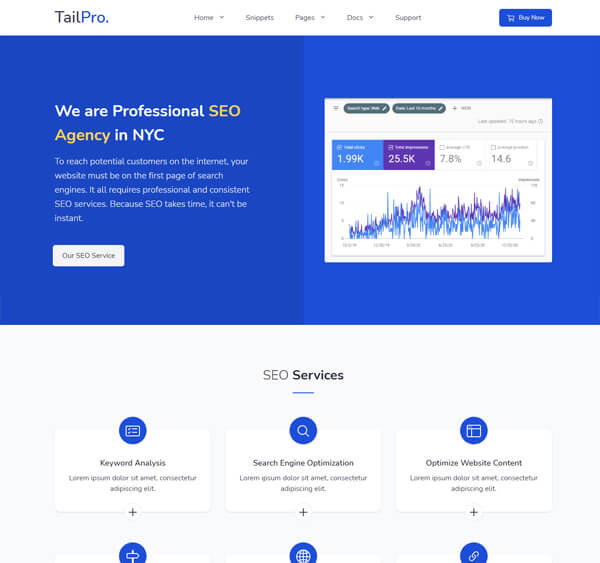 TailPro.
Home
Snippets
Pages
Docs
Support
Buy Now
We are Professional SEO
Agency in NYC
To reach potential customers on the internet, your
website must be on the first page of search
engines. It all requires professional and consistent
SEO services. Because SEO takes time, it can't be
instant.
Our SEO Service
Search type: Web
Date: Last 16 months
+ NEW
Last updated: 15 hours ago
Total clicks
Total impressions
Average CTR
Average position
1.99K
25.5K
7.8%
14.6
Clicks
Impressions
SEO Services
Keyword Analysis
Lorem ipsum dolor sit amet, consectetur
adipiscing elit.
Search Engine Optimization
Lorem ipsum dolor sit amet, consectetur
adipiscing elit.
Optimize Website Content
Lorem ipsum dolor sit amet, consectetur
adipiscing elit.